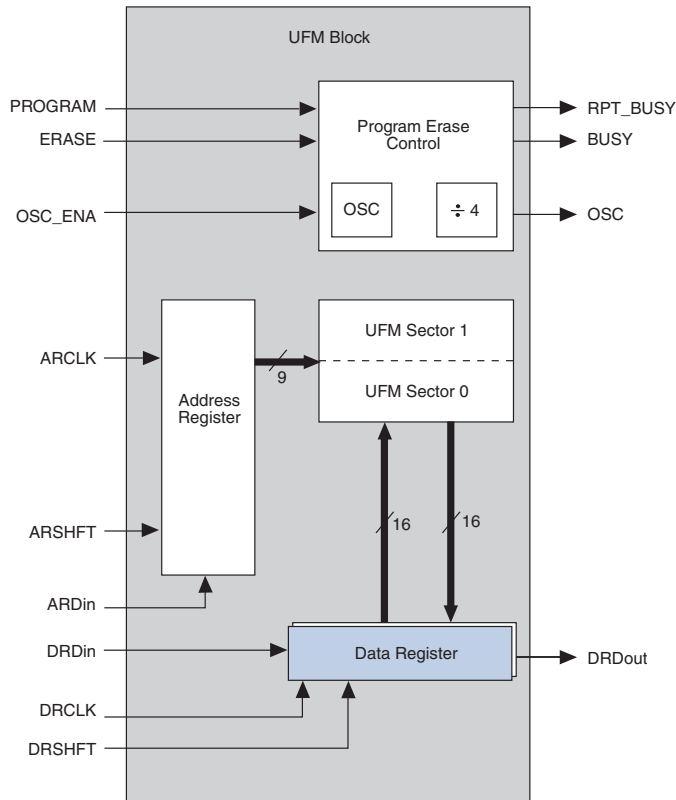 UFM Block
PROGRAM
ERASE
OSC_ENA
Program Erase
Control
OSC
÷ 4
RPT_BUSY
BUSY
OSC
ARCLK
ARSHFT
ARDin
Address
Register
9
UFM Sector 1
UFM Sector 0
16
16
DRDin
DRCLK
DRSHFT
Data Register
DRDout